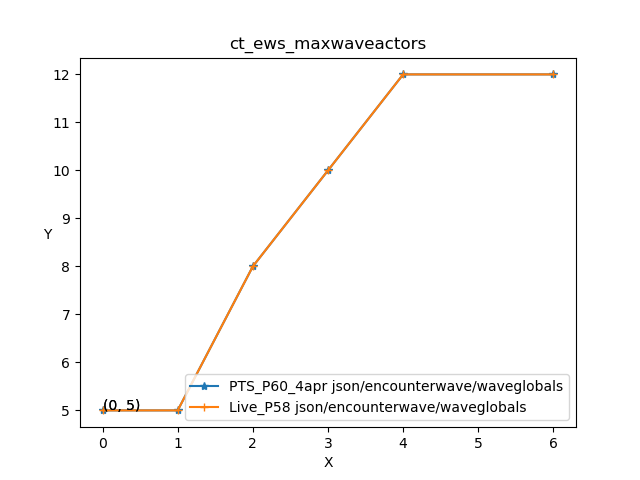 ct_ews_maxwaveactors
12
11
10
9
8
7
6
5
Y
(0, 5)
PTS_P60_4apr json/encounterwave/waveglobals
Live_P58 json/encounterwave/waveglobals
0 1 2 3 4 5 6
X